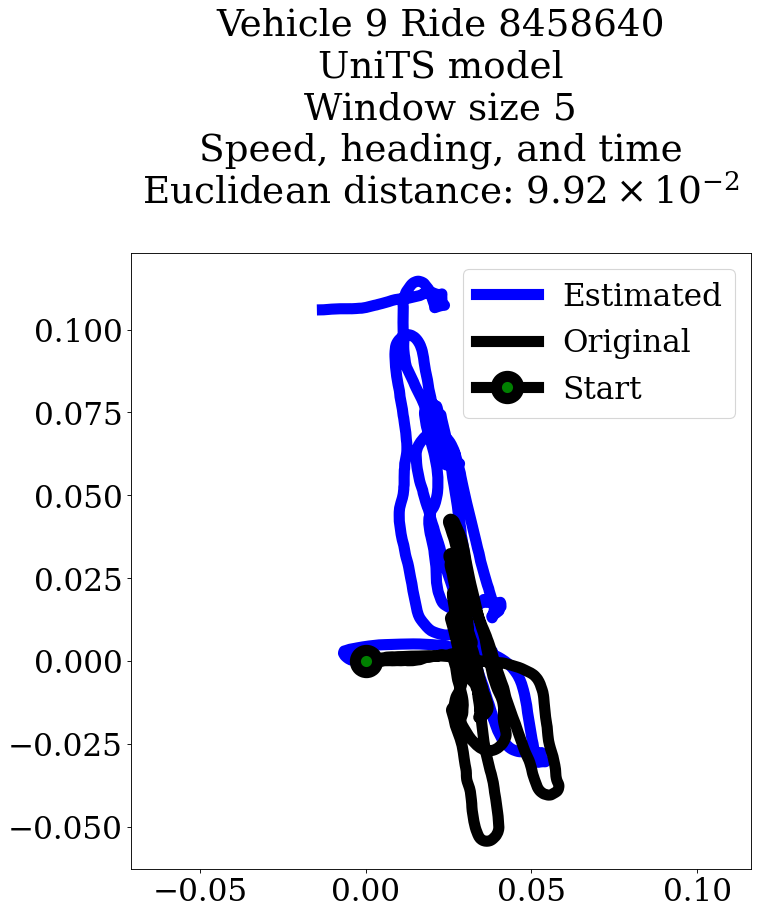 Vehicle 9 Ride 8458640
UniTS model
Window size 5
Speed, heading, and time
Euclidean distance: 9.92 × 10⁻²
Estimated
Original
Start
0.100
0.075
0.050
0.025
0.000
−0.025
−0.050
−0.05 0.00 0.05 0.10